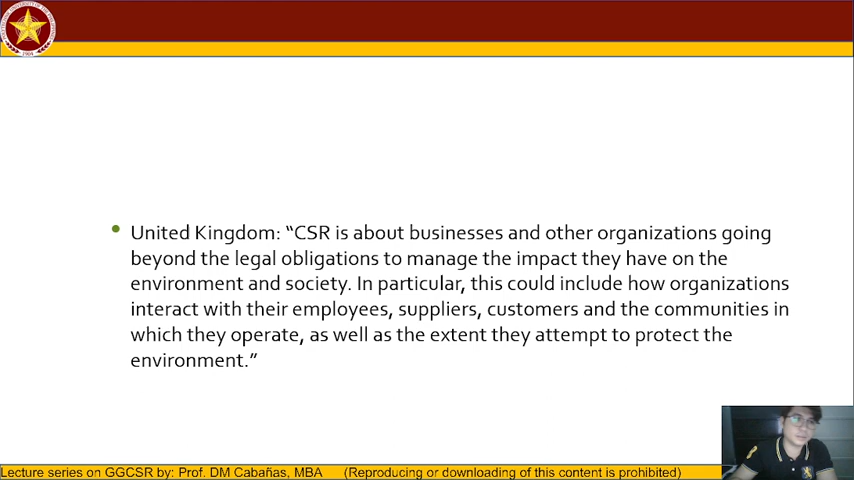 United Kingdom: “CSR is about businesses and other organizations going
beyond the legal obligations to manage the impact they have on the
environment and society. In particular, this could include how organizations
interact with their employees, suppliers, customers and the communities in
which they operate, as well as the extent they attempt to protect the
environment.”
Lecture series on GGCSR by: Prof. DM Cabañas, MBA (Reproducing or downloading of this content is prohibited)